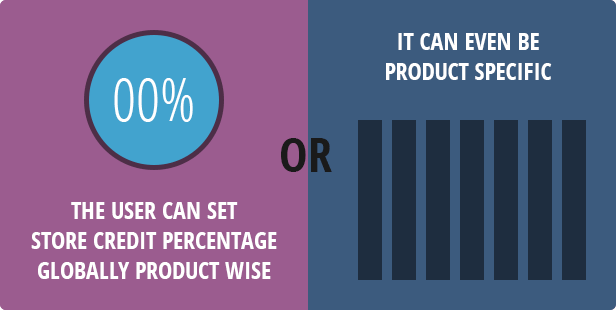 00%
THE USER CAN SET
STORE CREDIT PERCENTAGE
GLOBALLY PRODUCT WISE
OR
IT CAN EVEN BE
PRODUCT SPECIFIC